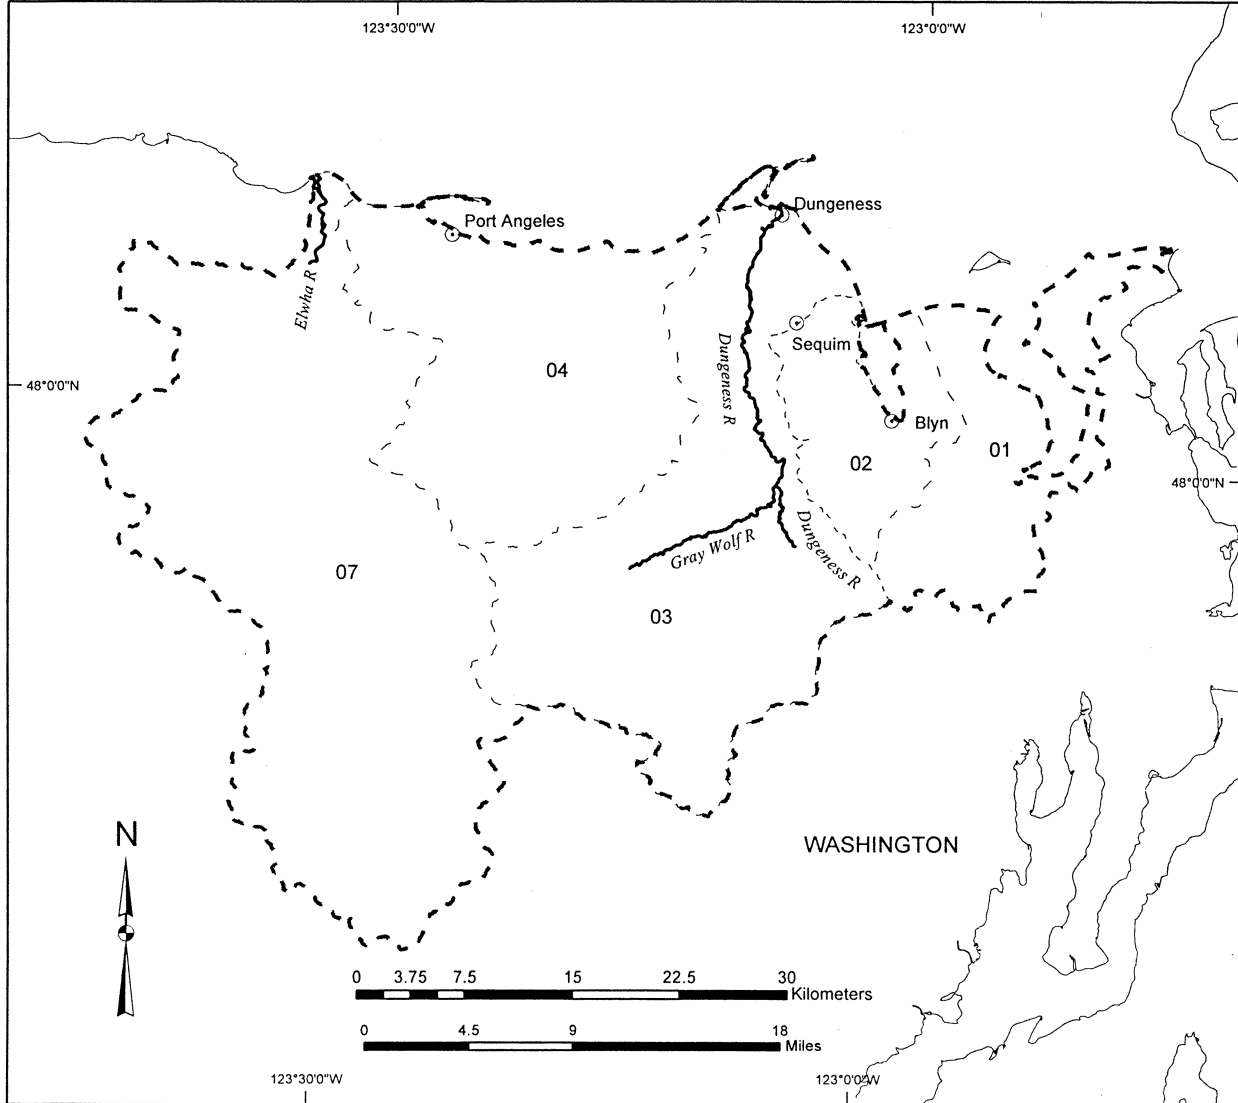 123°30'0"W
123°0'0"W
Dungeness
Port Angeles
Elwha R
Dungeness R
Sequim
48°0'0"N
04
Blyn
02
01
48°0'0"N
Dungeness R
Gray Wolf R
07
03
N
WASHINGTON
0 3.75 7.5 15 22.5 30
Kilometers
0 4.5 9 18
Miles
123°30'0"W
123°0'0"W